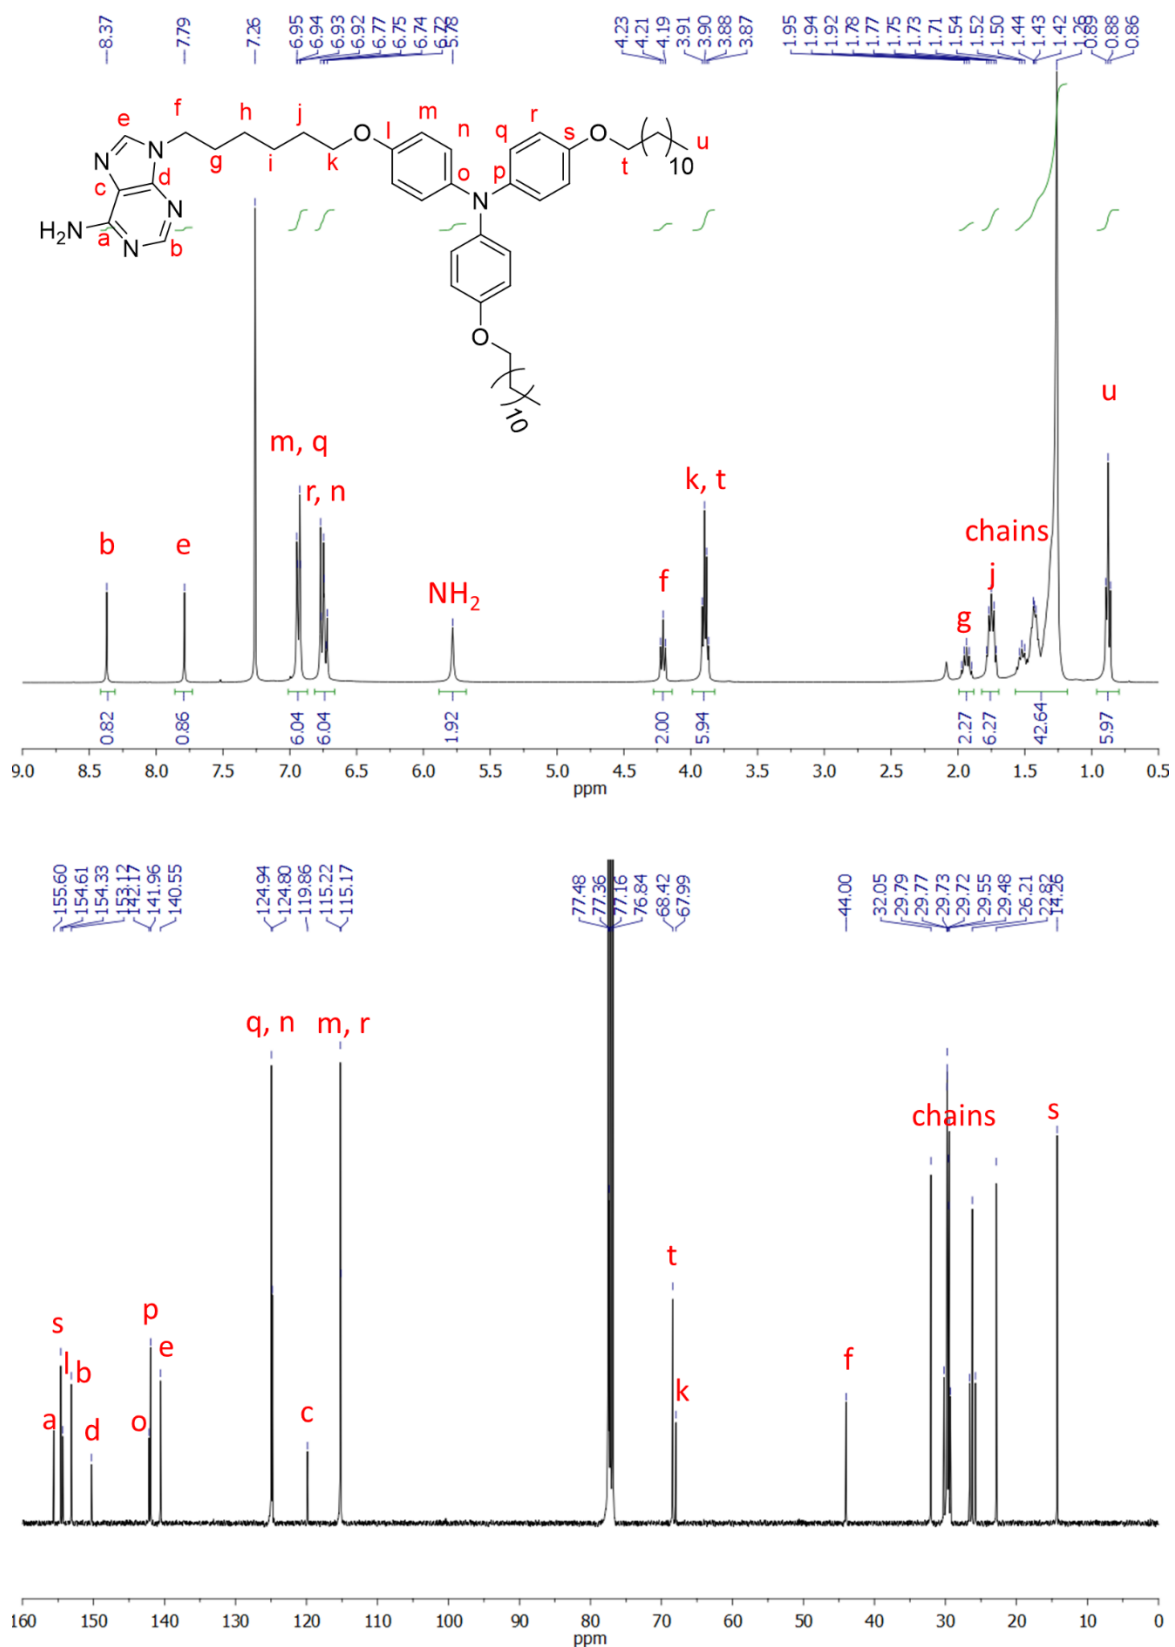 8.37 7.79 7.26 6.95 6.94 6.93 6.92 6.77 6.75 6.74 6.72 5.78 4.23 4.21 4.19 3.91 3.90 3.88 3.87 1.95 1.94 1.92 1.78 1.77 1.75 1.73 1.71 1.54 1.52 1.50 1.44 1.43 1.42 1.26 0.89 0.88 0.86
f h j m r
e n q s O 10 u
g i k O l t
N N o p
c d N
H2N a N N b
O
10
u
m, q
r, n k, t
chains
b e NH2 f j
g
0.82 0.86 6.04 6.04 1.92 2.00 5.94 2.27 6.27 42.64 5.97
9.0 8.5 8.0 7.5 7.0 6.5 6.0 5.5 5.0 4.5 4.0 3.5 3.0 2.5 2.0 1.5 1.0 0.5
ppm
155.60 154.61 154.33 153.12 142.17 141.96 140.55 124.94 124.80 119.86 115.22 115.17 77.48 77.36 77.16 76.84 68.42 67.99 44.00 32.05 29.79 29.77 29.73 29.72 29.55 29.48 26.21 22.82 14.26
q, n m, r
chains s
t
p
s
l b e
f
k
a d o c
160 150 140 130 120 110 100 90 80 70 60 50 40 30 20 10 0
ppm